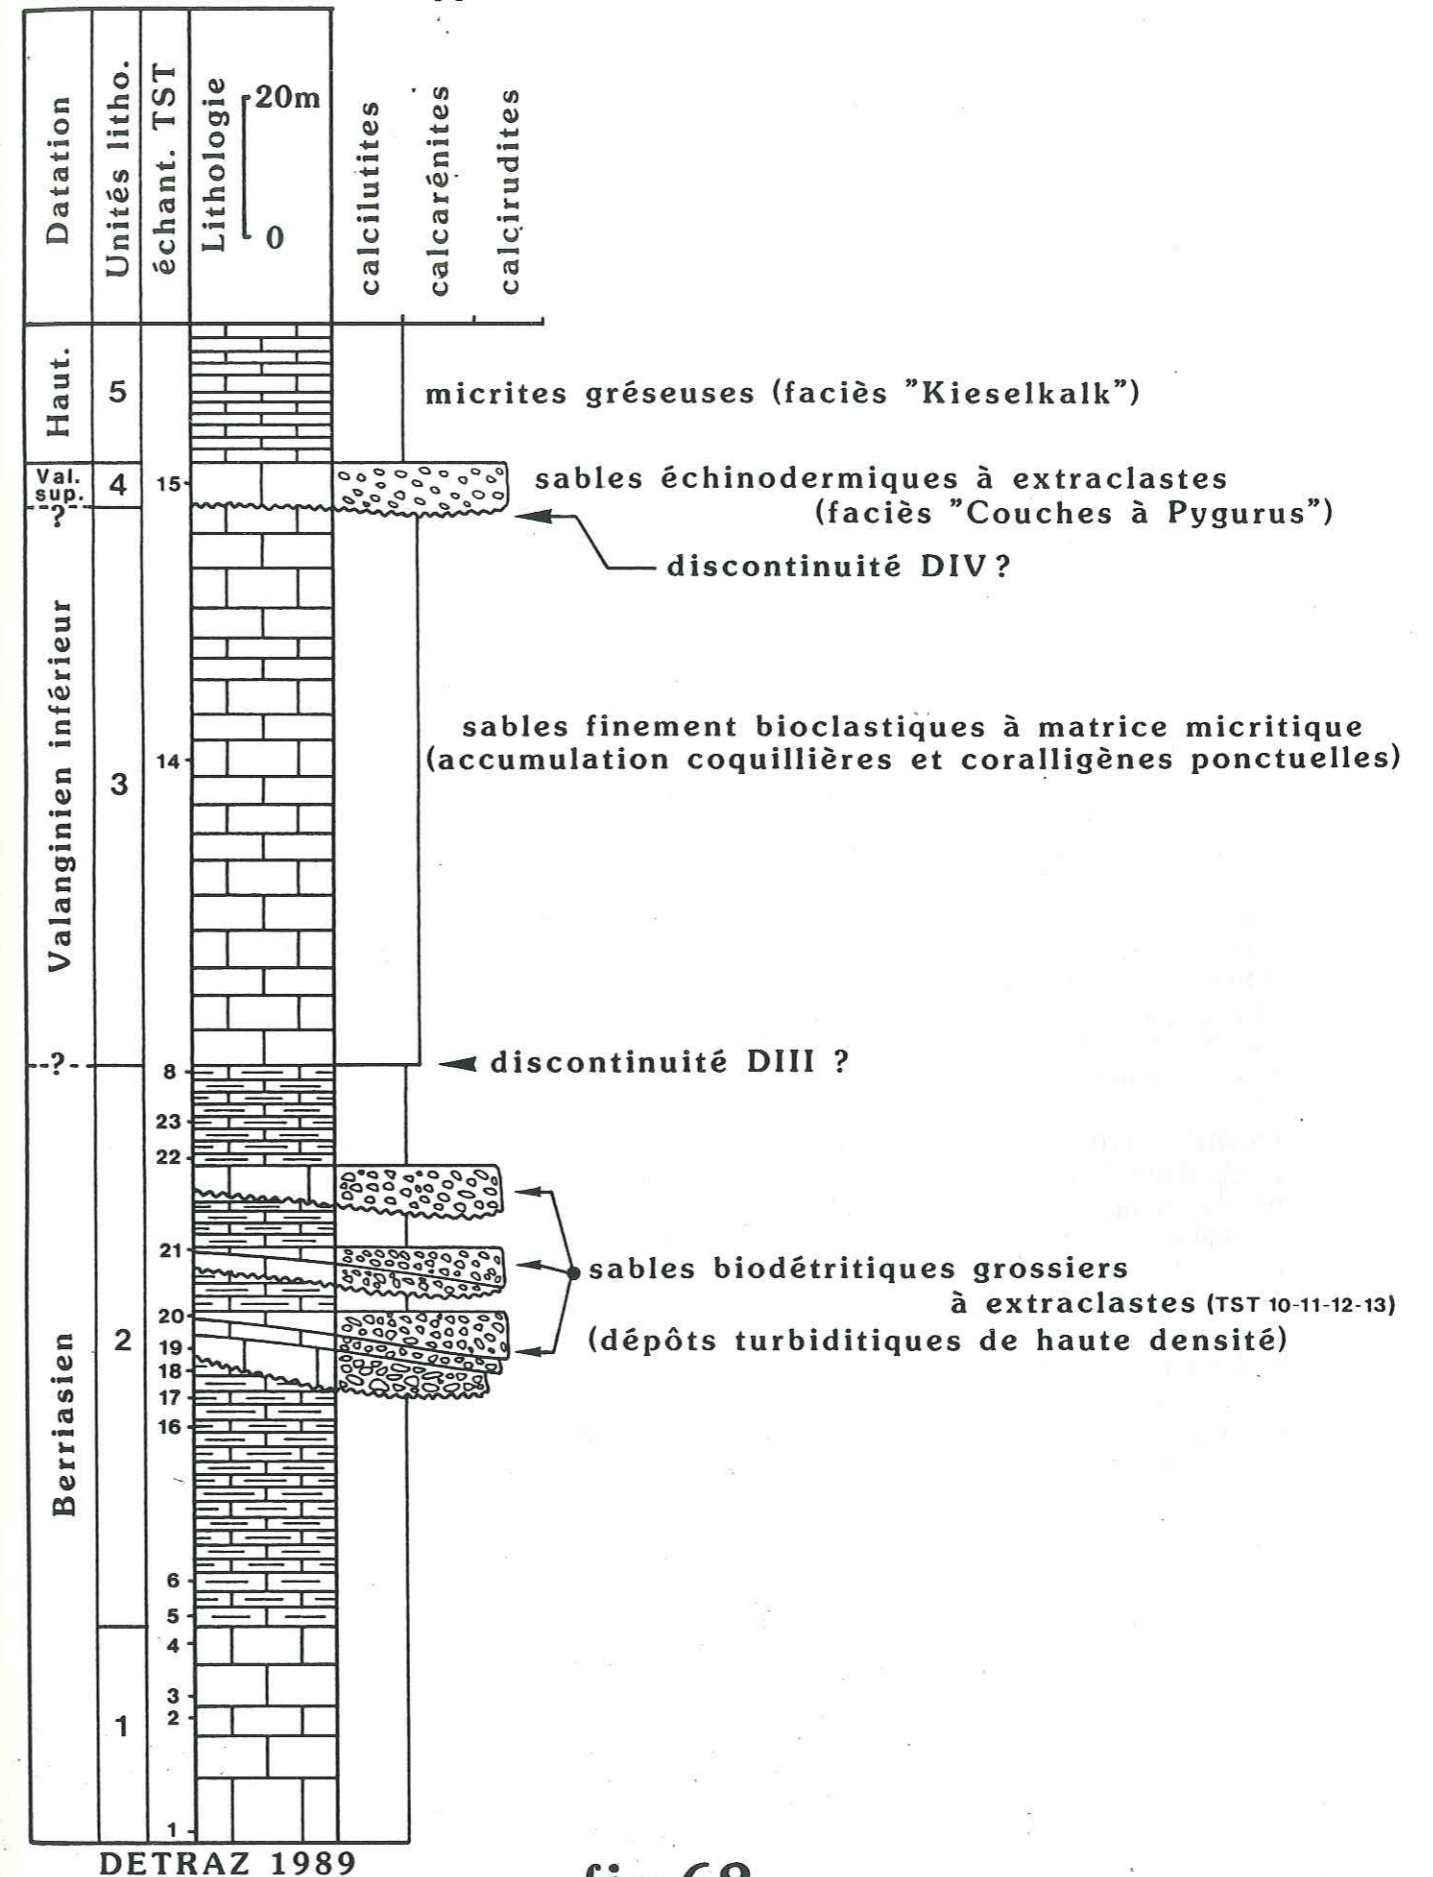 Datation
Unités litho.
échant. TST
Lithologie
20m
0
calcilutites
calcarénites
calcirudites
Haut.
5
micrites gréseuses (faciès "Kieselkalk")
Val.
sup.
4
15
sables échinodermiques à extraclastes
(faciès "Couches à Pygurus")
?
discontinuité DIV ?
Valanginien inférieur
3
14
sables finement bioclastiques à matrice micritique
(accumulation coquillières et coralligènes ponctuelles)
?
8
discontinuité DIII ?
23
22
21
sables biodétritiques grossiers
à extraclastes (TST 10-11-12-13)
(dépôts turbiditiques de haute densité)
20
19
18
17
16
Berriasien
2
6
5
4
3
2
1
1
DETRAZ 1989